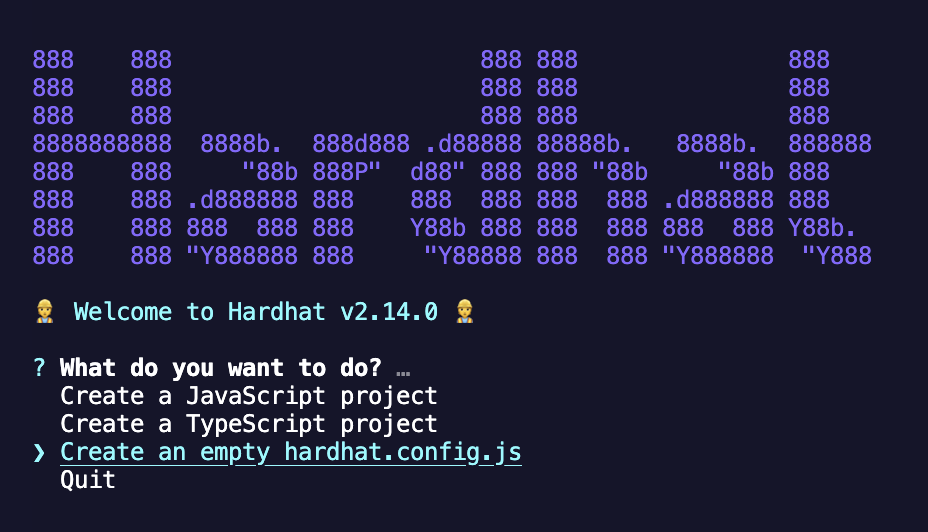 888    888                      888 888               888
888    888                      888 888               888
888    888                      888 888               888
8888888888  8888b.  888d888 .d88888 88888b.   8888b.  888888
888    888     "88b 888P"  d88" 888 888 "88b     "88b 888
888    888 .d888888 888    888  888 888  888 .d888888 888
888    888 888  888 888    Y88b 888 888  888 888  888 Y88b.
888    888 "Y888888 888     "Y88888 888  888 "Y888888  "Y888
👷 Welcome to Hardhat v2.14.0 👷
? What do you want to do? …
Create a JavaScript project
Create a TypeScript project
❯ Create an empty hardhat.config.js
Quit